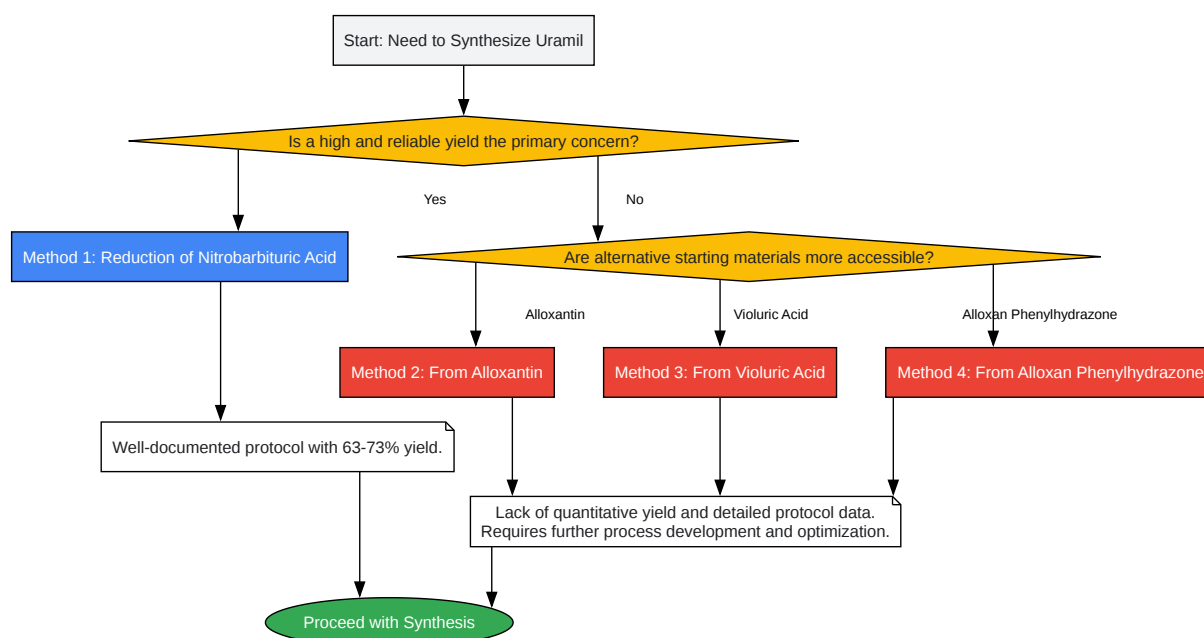 Start: Need to Synthesize Uramil
Is a high and reliable yield the primary concern?
Yes
No
Method 1: Reduction of Nitrobarbituric Acid
Are alternative starting materials more accessible?
Alloxantin
Violuric Acid
Alloxan Phenylhydrazone
Method 2: From Alloxantin
Method 3: From Violuric Acid
Method 4: From Alloxan Phenylhydrazone
Well-documented protocol with 63-73% yield.
Lack of quantitative yield and detailed protocol data.
Requires further process development and optimization.
Proceed with Synthesis